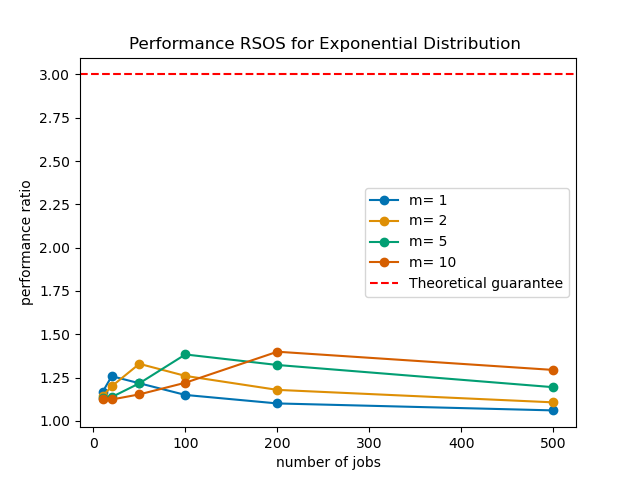 Performance RSOS for Exponential Distribution
3.00
2.75
2.50
2.25
2.00
1.75
1.50
1.25
1.00
performance ratio
m= 1
m= 2
m= 5
m= 10
Theoretical guarantee
0
100
200
300
400
500
number of jobs